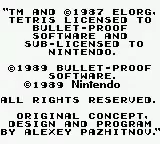 "TM AND ©1987 ELORG,
TETRIS LICENSED TO
BULLET-PROOF
SOFTWARE AND
SUB-LICENSED TO
NINTENDO.
©1989 BULLET-PROOF
SOFTWARE.
©1989 Nintendo
ALL RIGHTS RESERVED.
ORIGINAL CONCEPT,
DESIGN AND PROGRAM
BY ALEXEY PAZHITNOV."